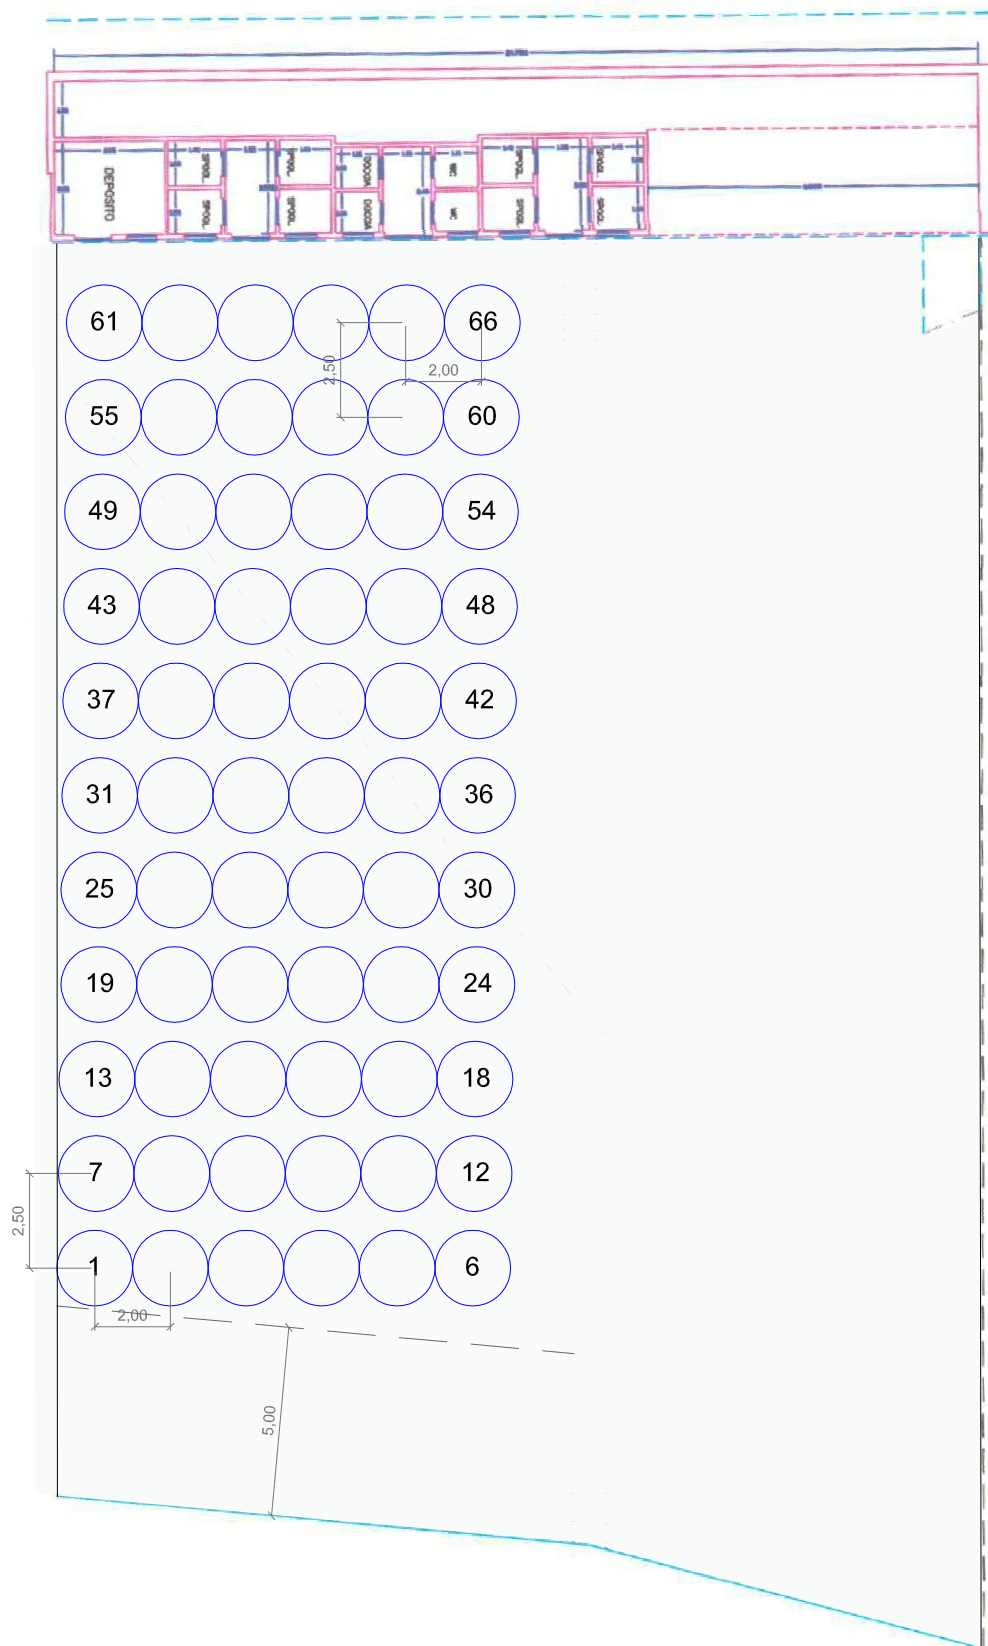 DEPOSITO
SPOGL.
SPOGL.
SPOGL.
SPOGL.
DOCCIA
DOCCIA
WC
WC
SPOGL.
SPOGL.
SPOGL.
SPOGL.
61
66
2,50
2,00
55
60
49
54
43
48
37
42
31
36
25
30
19
24
13
18
7
12
2,50
1
6
2,00
5,00